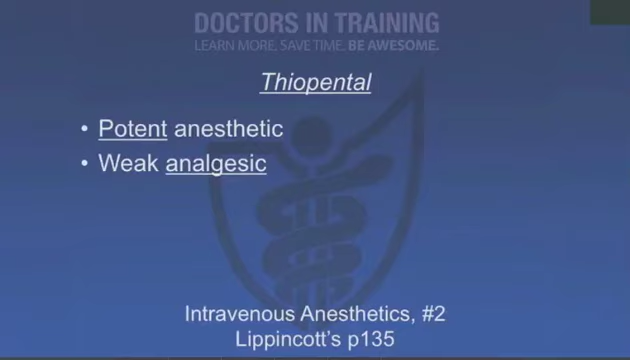 DOCTORS IN TRAINING
LEARN MORE. SAVE TIME. BE AWESOME.
Thiopental
• Potent anesthetic
• Weak analgesic
Intravenous Anesthetics, #2
Lippincott's p135